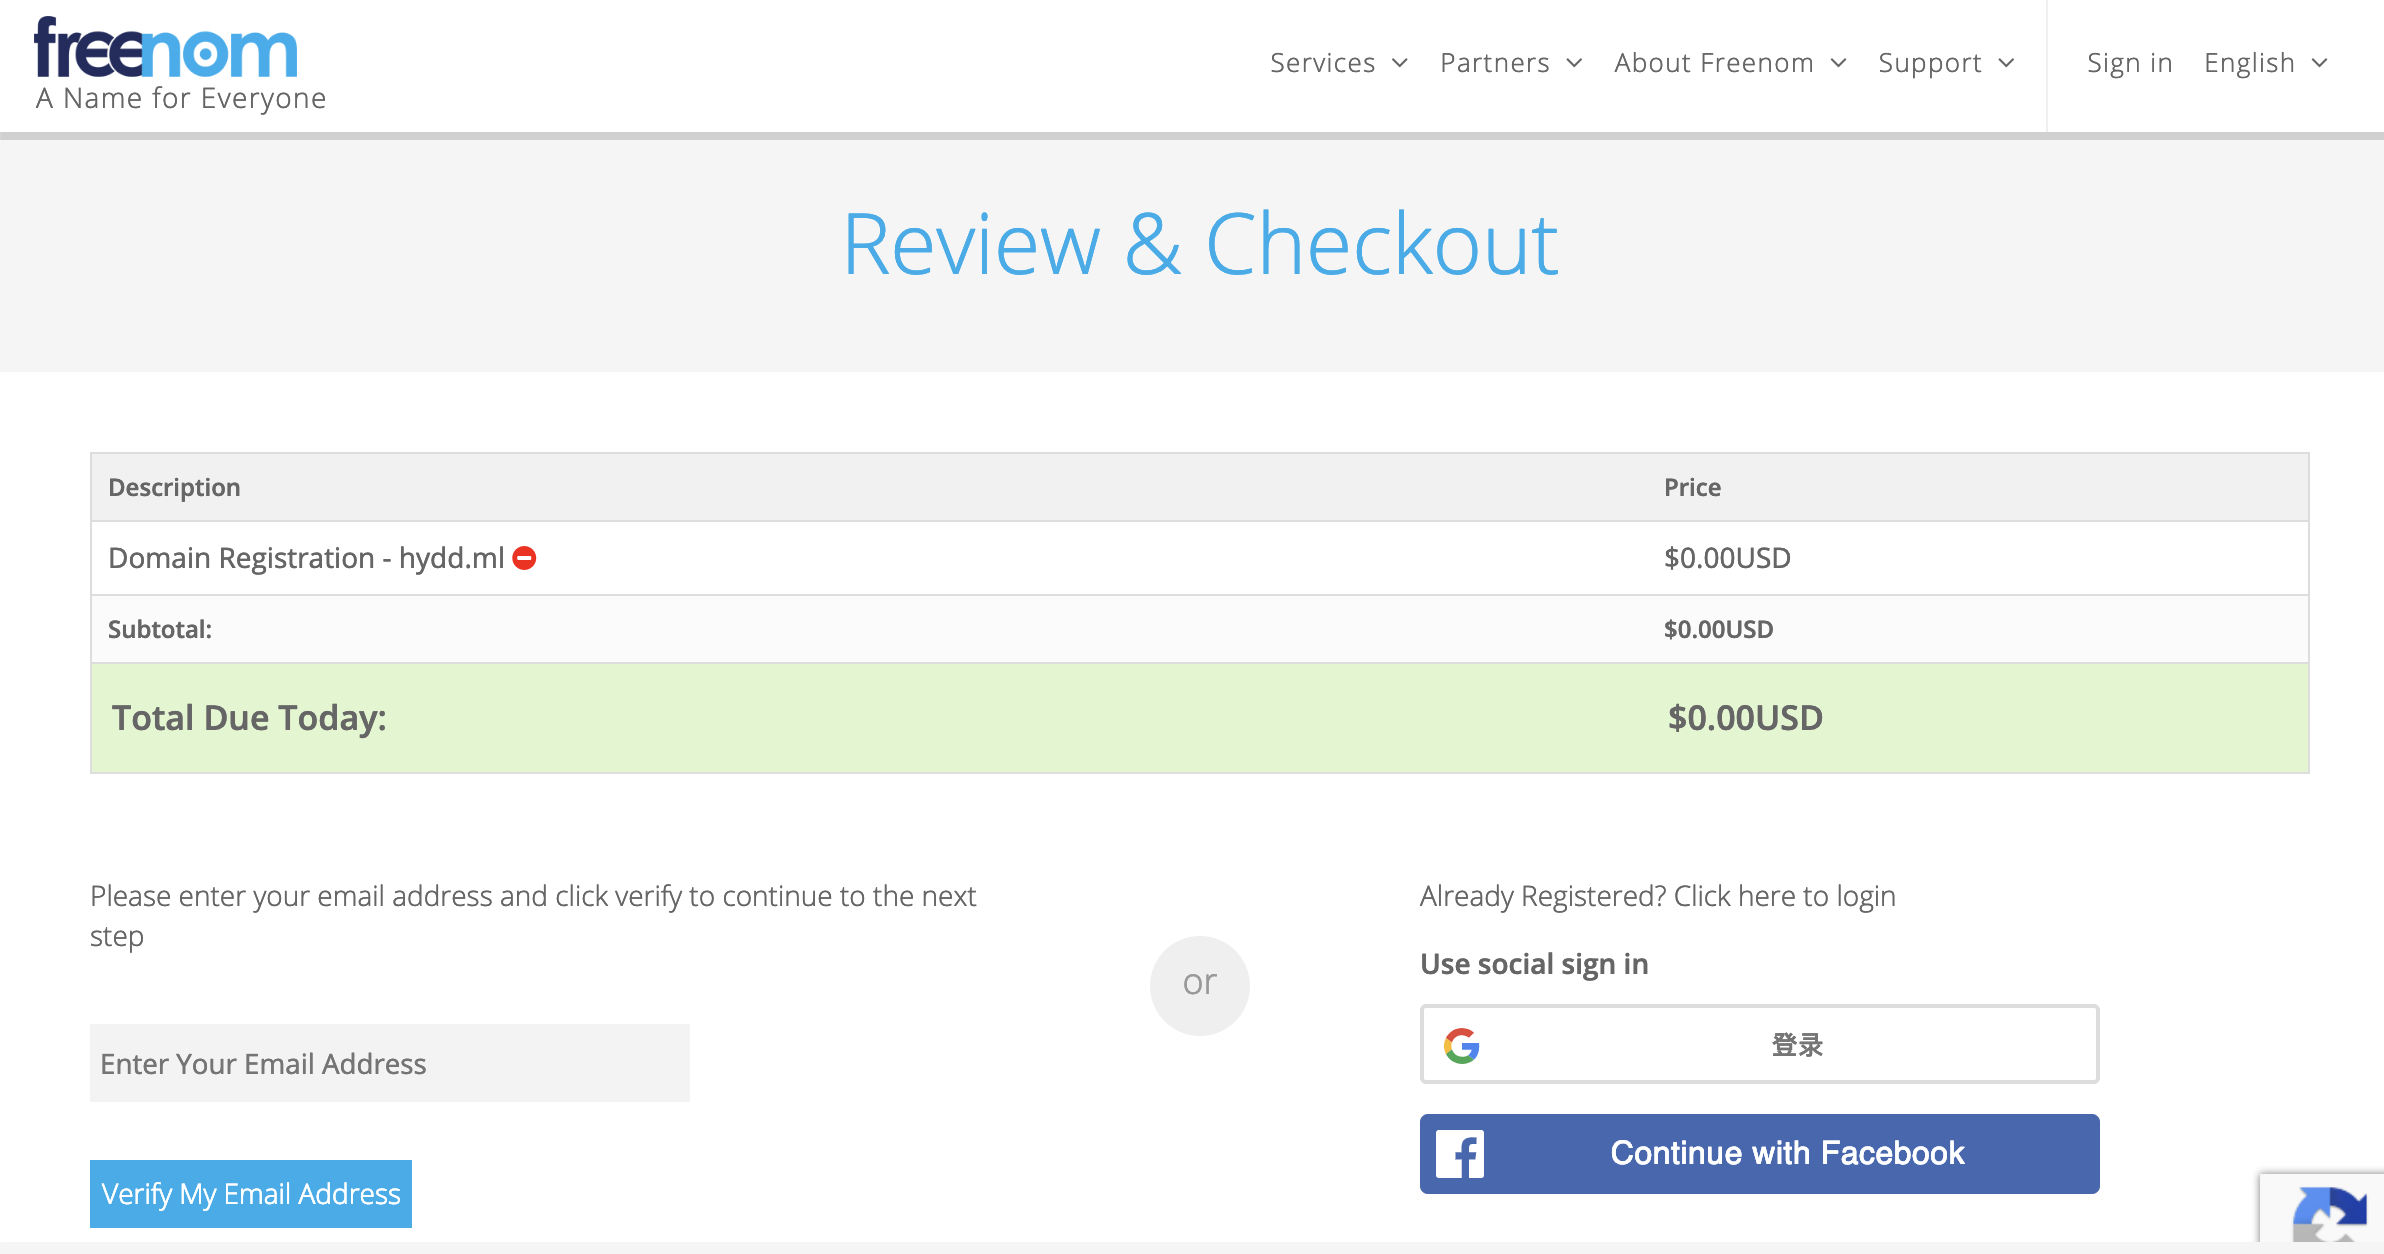 freenom
A Name for Everyone
Services Partners About Freenom Support Sign in English
Review & Checkout
Description Price
Domain Registration - hydd.ml $0.00USD
Subtotal: $0.00USD
Total Due Today: $0.00USD
Please enter your email address and click verify to continue to the next
step
Enter Your Email Address
Verify My Email Address
or
Already Registered? Click here to login
Use social sign in
登录
Continue with Facebook